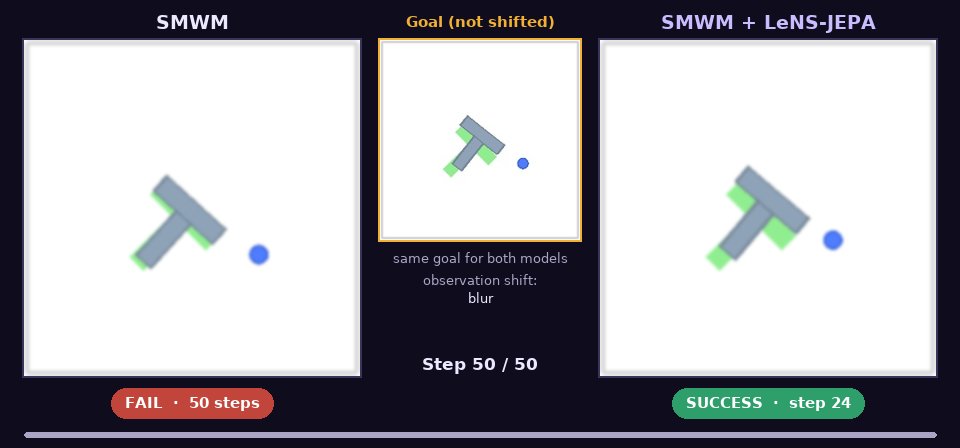 SMWM
Goal (not shifted)
SMWM + LeNS-JEPA
same goal for both models
observation shift:
blur
Step 50 / 50
FAIL · 50 steps
SUCCESS · step 24